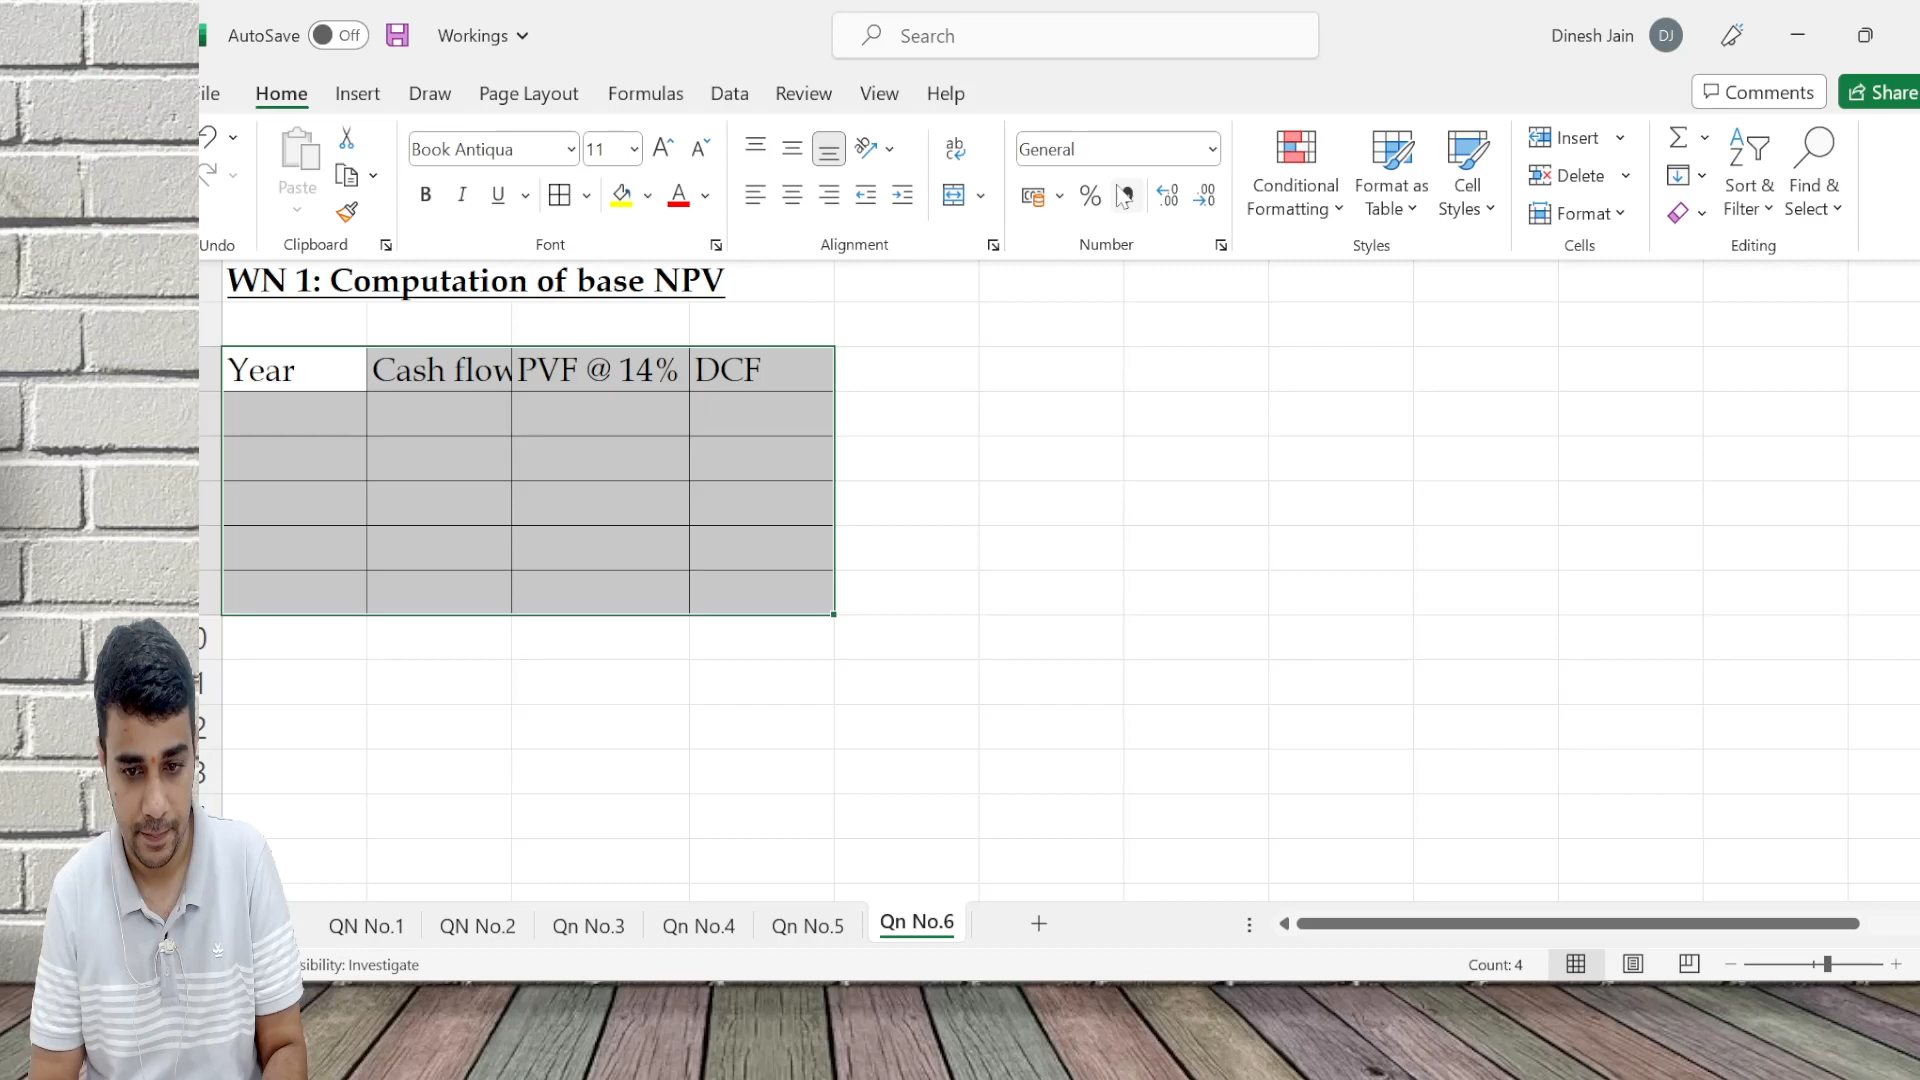 AutoSave Off Workings Search Dinesh Jain DJ
ile Home Insert Draw Page Layout Formulas Data Review View Help Comments Share
Paste
Book Antiqua 11
B I U A
ab
General
%
Conditional Formatting
Format as Table
Cell Styles
Insert
Delete
Format
Sort & Filter
Find & Select
Undo Clipboard Font Alignment Number Styles Cells Editing
WN 1: Computation of base NPV
Year Cash flow PVF @ 14% DCF
QN No.1 QN No.2 Qn No.3 Qn No.4 Qn No.5 Qn No.6
sibility: Investigate Count: 4